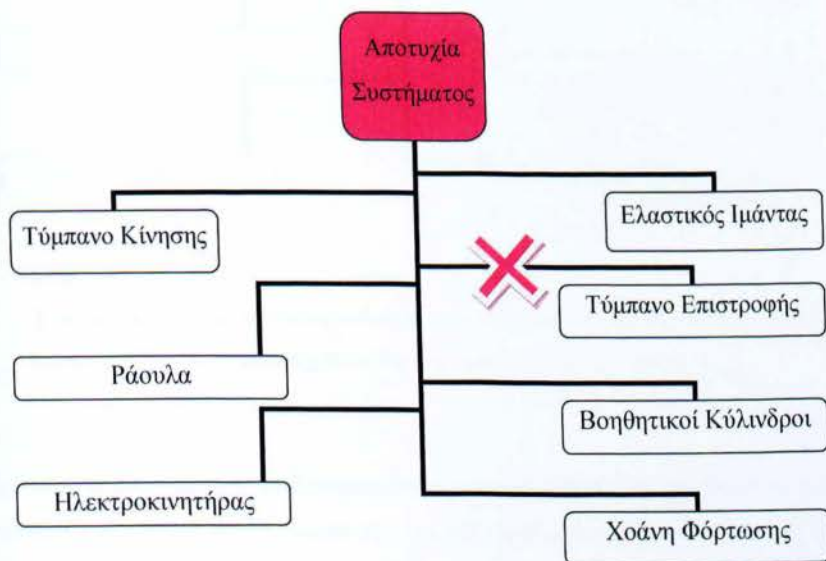 Αποτυχία
Συστήματος
Τύμπανο Κίνησης
Ελαστικός Ιμάντας
Τύμπανο Επιστροφής
Ράουλα
Βοηθητικοί Κύλινδροι
Ηλεκτροκινητήρας
Χοάνη Φόρτωσης